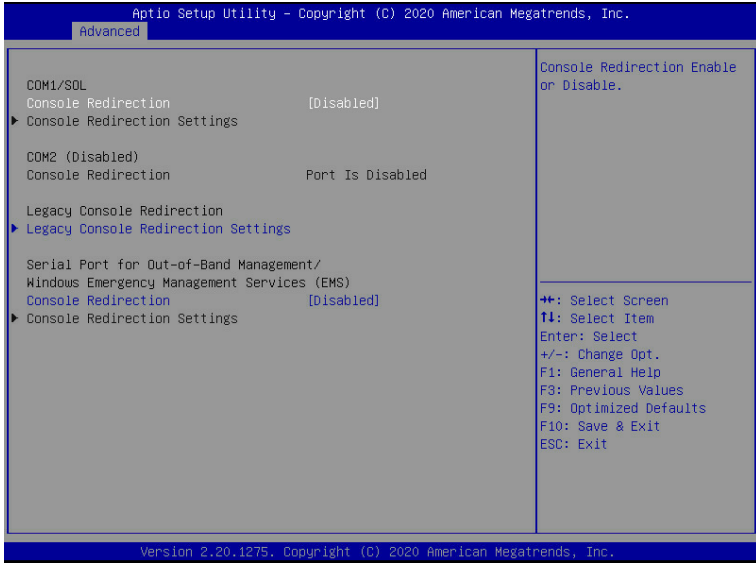 Aptio Setup Utility – Copyright (C) 2020 American Megatrends, Inc.
Advanced
COM1/SOL
Console Redirection [Disabled]
Console Redirection Settings
COM2 (Disabled)
Console Redirection Port Is Disabled
Legacy Console Redirection
Legacy Console Redirection Settings
Serial Port for Out-of-Band Management/
Windows Emergency Management Services (EMS)
Console Redirection [Disabled]
Console Redirection Settings
Console Redirection Enable
or Disable.
→←: Select Screen
↑↓: Select Item
Enter: Select
+/-: Change Opt.
F1: General Help
F3: Previous Values
F9: Optimized Defaults
F10: Save & Exit
ESC: Exit
Version 2.20.1275. Copyright (C) 2020 American Megatrends, Inc.